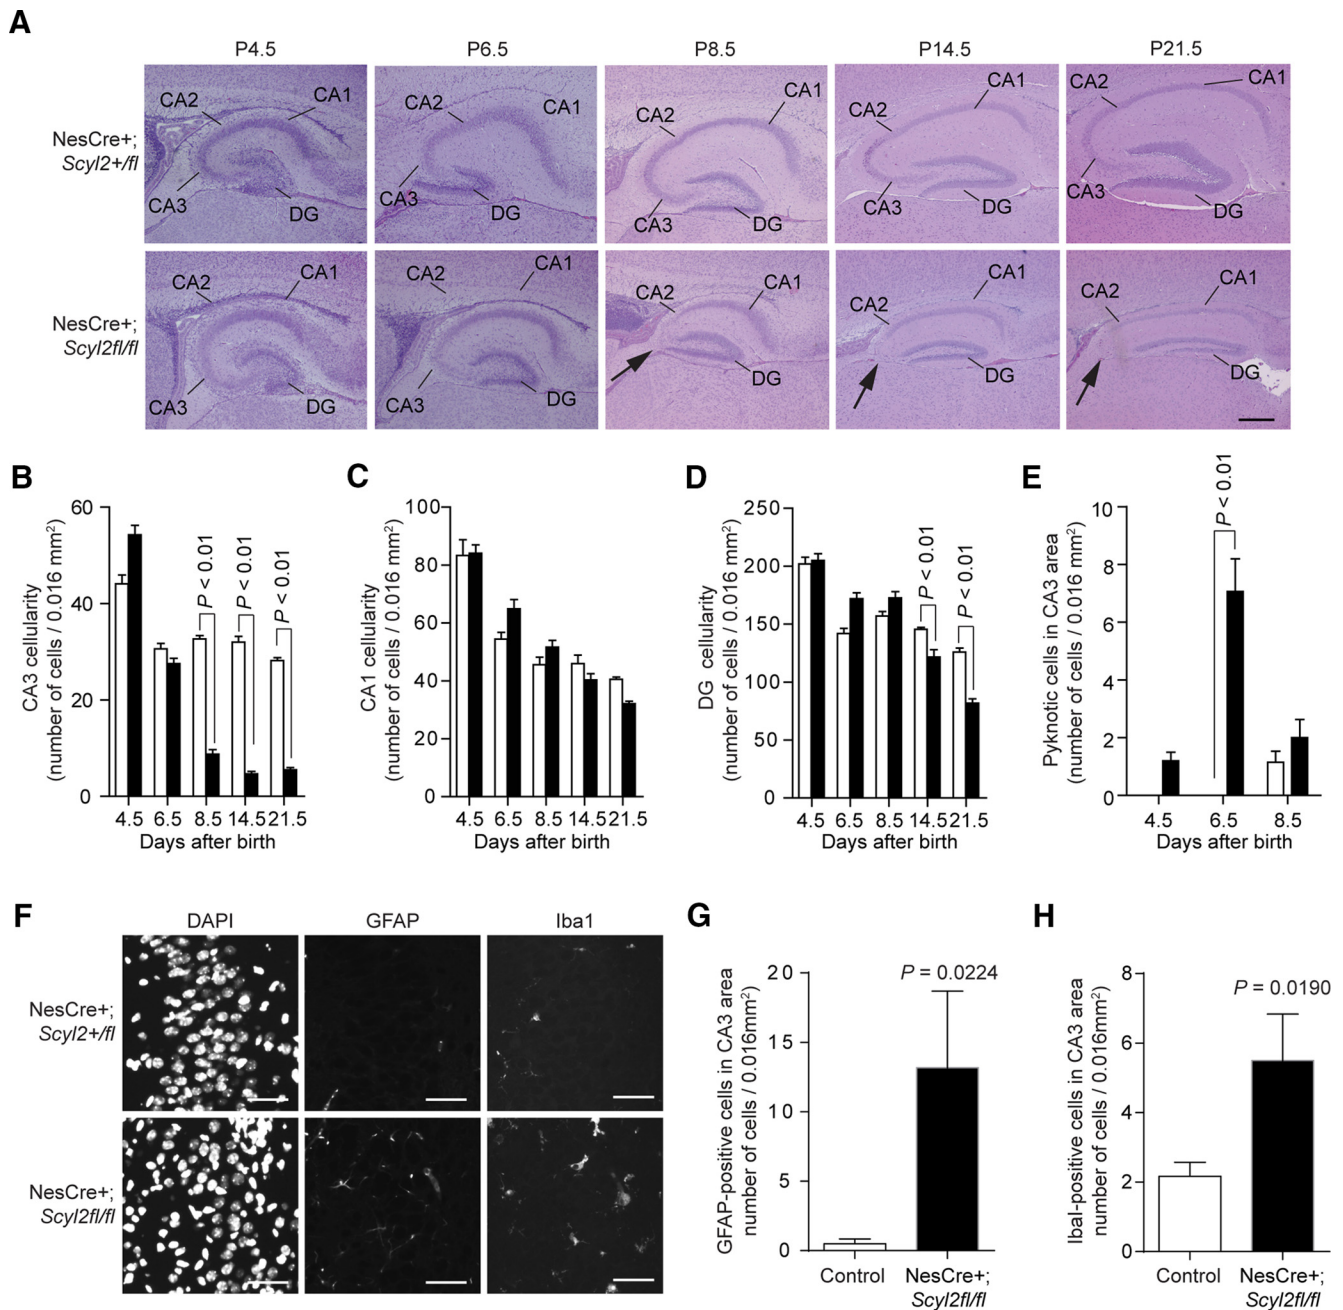 A
P4.5 P6.5 P8.5 P14.5 P21.5
NesCre+;
Scyl2+/fl
CA2 CA1 CA3 DG
CA2 CA1 CA3 DG
CA2 CA1 CA3 DG
CA2 CA1 CA3 DG
CA2 CA1 CA3 DG
NesCre+;
Scyl2fl/fl
CA2 CA1 CA3 DG
CA2 CA1 CA3 DG
CA2 CA1 DG
CA2 CA1 DG
CA2 CA1 DG
B
CA3 cellularity
(number of cells / 0.016 mm²)
60
40
20
0
P < 0.01
P < 0.01
P < 0.01
4.5 6.5 8.5 14.5 21.5
Days after birth
C
CA1 cellularity
(number of cells / 0.016 mm²)
100
80
60
40
20
0
4.5 6.5 8.5 14.5 21.5
Days after birth
D
DG cellularity
(number of cells / 0.016 mm²)
250
200
150
100
50
0
P < 0.01
P < 0.01
4.5 6.5 8.5 14.5 21.5
Days after birth
E
Pyknotic cells in CA3 area
(number of cells / 0.016 mm²)
10
8
6
4
2
0
P < 0.01
4.5 6.5 8.5
Days after birth
F
DAPI GFAP Iba1
NesCre+;
Scyl2+/fl
NesCre+;
Scyl2fl/fl
G
GFAP-positive cells in CA3 area
number of cells / 0.016mm²)
20
15
10
5
0
P = 0.0224
Control NesCre+;
Scyl2fl/fl
H
IbaI-positive cells in CA3 area
number of cells / 0.016mm²)
8
6
4
2
0
P = 0.0190
Control NesCre+;
Scyl2fl/fl